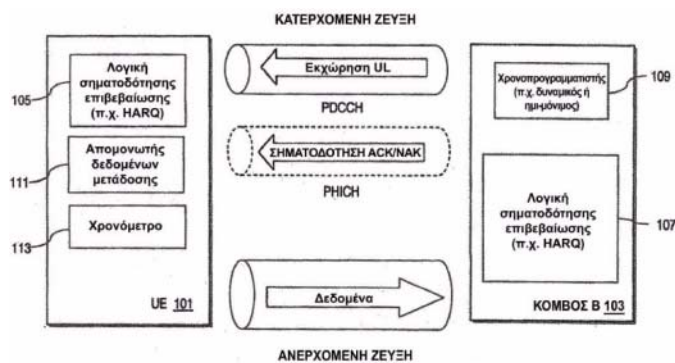 ΚΑΤΕΡΧΟΜΕΝΗ ΖΕΥΞΗ
105
Λογική
σηματοδότησης
επιβεβαίωσης
(π.χ. HARQ)
111
Απομονωτής
δεδομένων
μετάδοσης
113
Χρονόμετρο
UE 101
Εκχώρηση UL
PDCCH
ΣΗΜΑΤΟΔΟΤΗΣΗ ACK/NAK
PHICH
Δεδομένα
109
Χρονοπρογραμματιστής
(π.χ. δυναμικός ή
ημι-μόνιμος)
Λογική
σηματοδότησης
επιβεβαίωσης
(π.χ. HARQ)
107
ΚΟΜΒΟΣ Β 103
ΑΝΕΡΧΟΜΕΝΗ ΖΕΥΞΗ